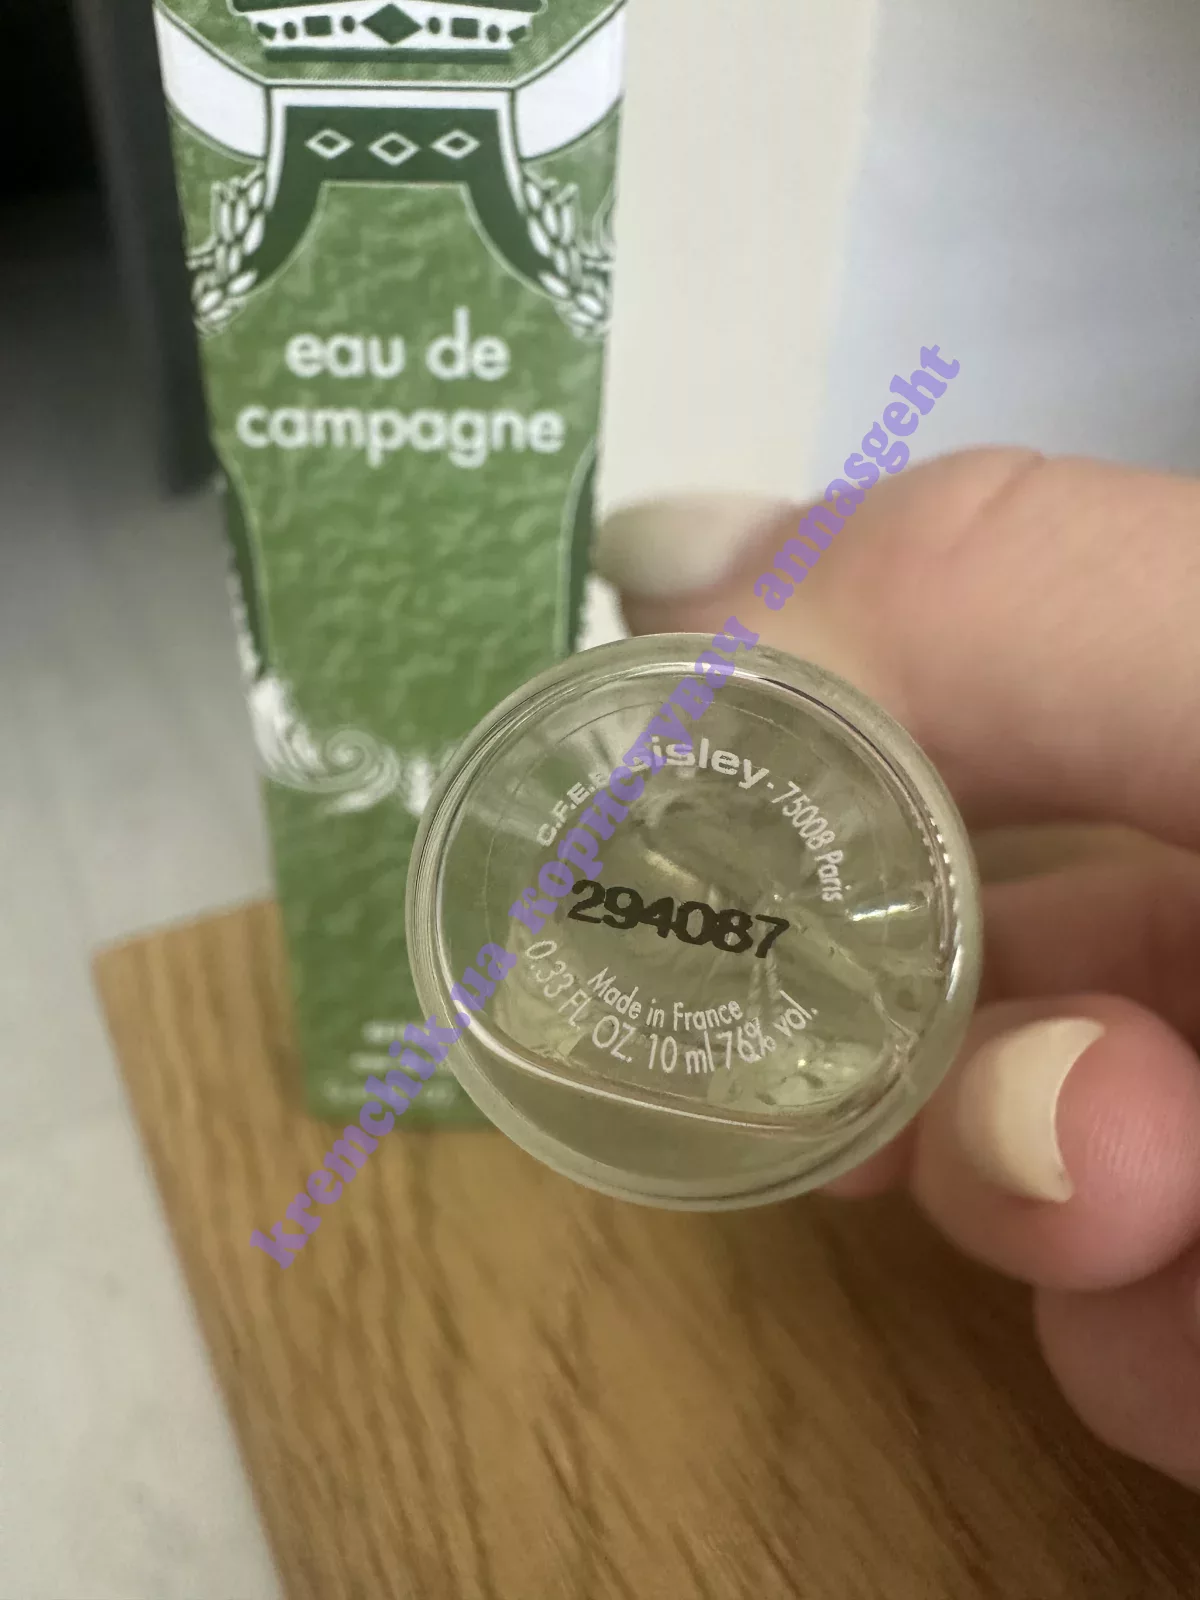 eau de
campagne
C.F.E.B. sisley - 75008 Paris
294087
Made in France
0.33 FL. OZ. 10 ml 76% vol.
kremchik.ua користувач annasgeht